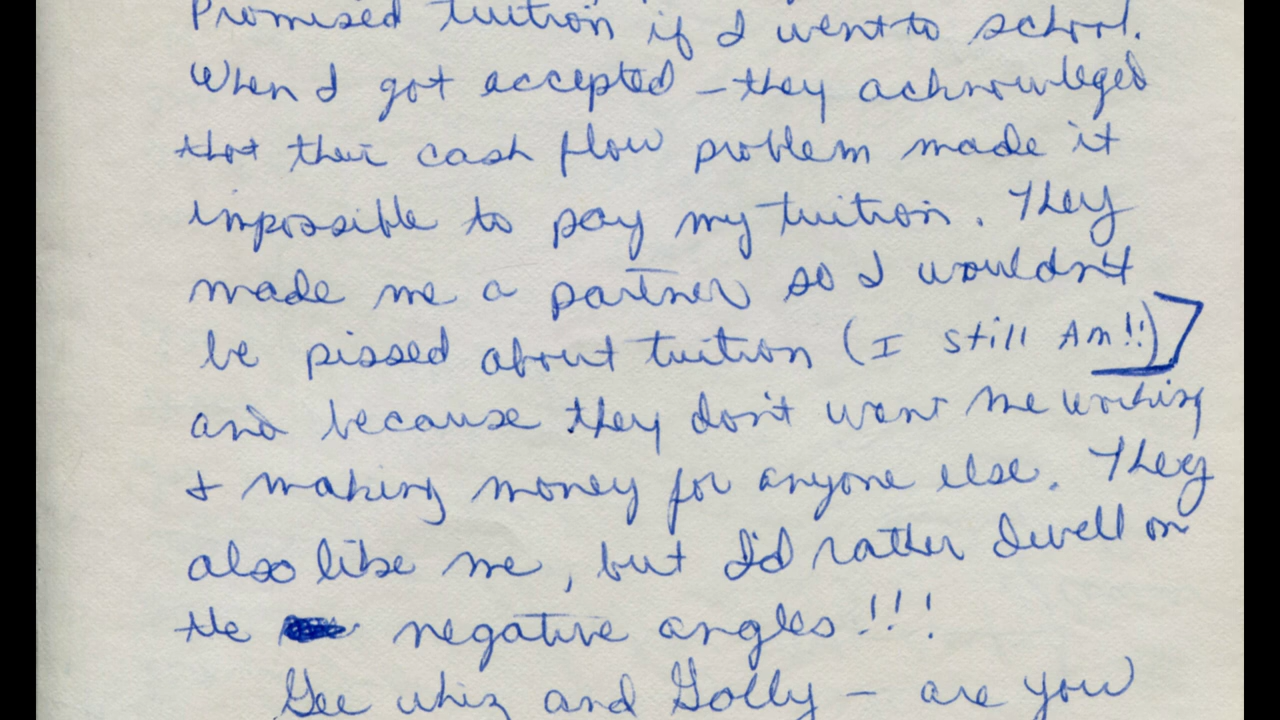 Promised tuition if I went to school.
When I got accepted – they acknowleged
that their cash flow problem made it
impossible to pay my tuition. They
made me a partner so I wouldn't
be pissed about tuition (I still Am!!)
and because they don't want me working
& making money for anyone else. They
also like me, but I'd rather dwell on
the negative angles!!!
Gee whiz and Golly – are you